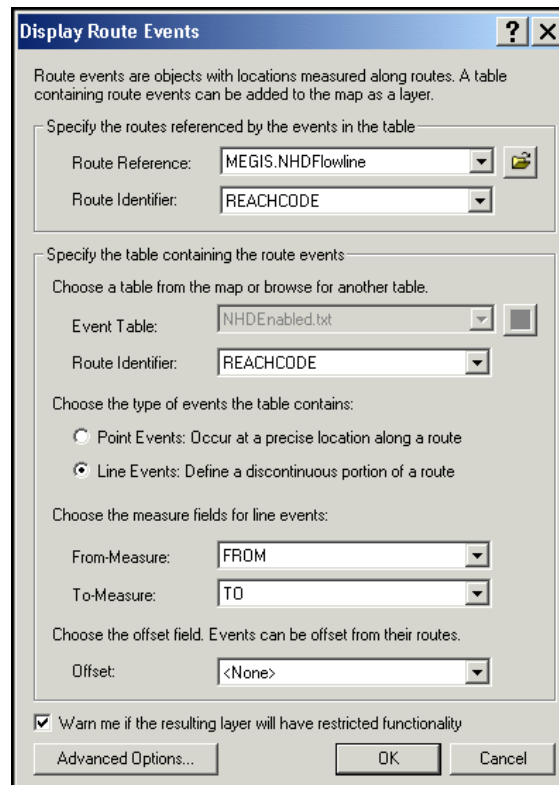 Display Route Events
Route events are objects with locations measured along routes. A table
containing route events can be added to the map as a layer.
Specify the routes referenced by the events in the table
Route Reference: MEGIS.NHDFlowline
Route Identifier: REACHCODE
Specify the table containing the route events
Choose a table from the map or browse for another table.
Event Table: NHDEnabled.txt
Route Identifier: REACHCODE
Choose the type of events the table contains:
Point Events: Occur at a precise location along a route
Line Events: Define a discontinuous portion of a route
Choose the measure fields for line events:
From-Measure: FROM
To-Measure: TO
Choose the offset field. Events can be offset from their routes.
Offset: <None>
Warn me if the resulting layer will have restricted functionality
Advanced Options... OK Cancel